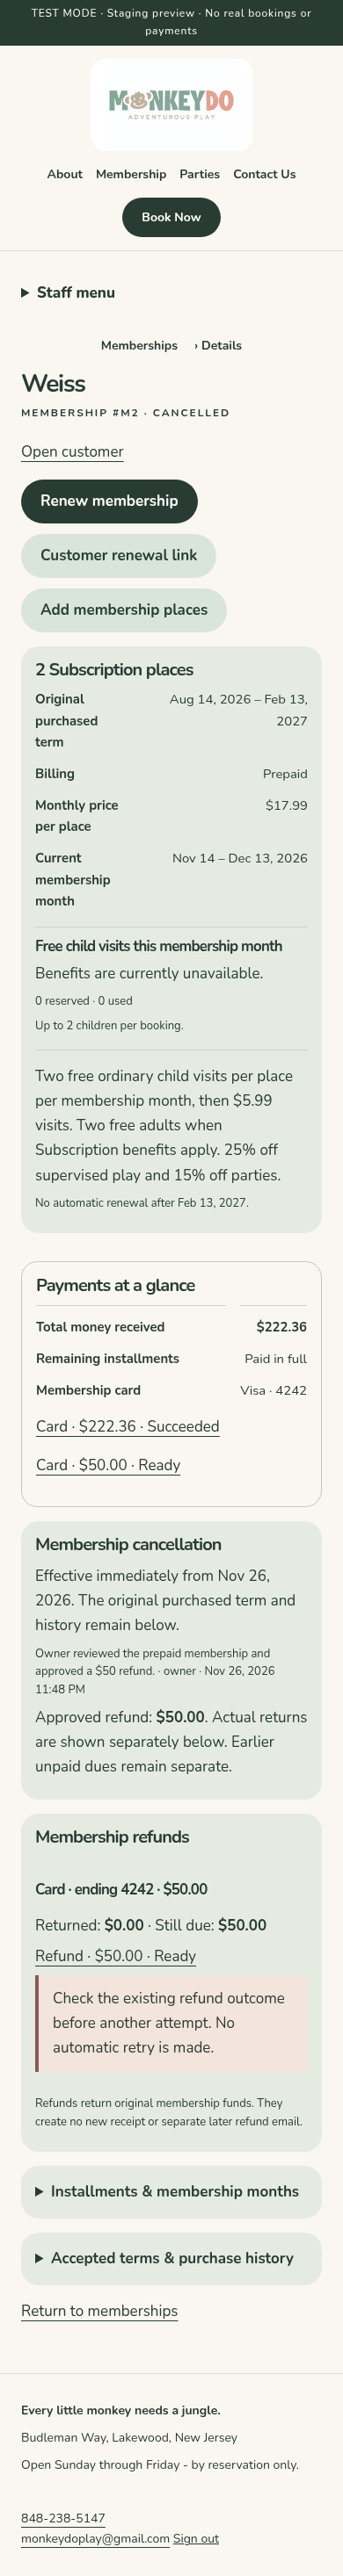 TEST MODE · Staging preview · No real bookings or
payments
MONKEYDO
ADVENTUROUS PLAY
About Membership Parties Contact Us
Book Now
▶ Staff menu
Memberships › Details
Weiss
MEMBERSHIP #M2 · CANCELLED
Open customer
Renew membership
Customer renewal link
Add membership places
2 Subscription places
Original purchased term Aug 14, 2026 – Feb 13, 2027
Billing Prepaid
Monthly price per place $17.99
Current membership month Nov 14 – Dec 13, 2026
Free child visits this membership month
Benefits are currently unavailable.
0 reserved · 0 used
Up to 2 children per booking.
Two free ordinary child visits per place
per membership month, then $5.99
visits. Two free adults when
Subscription benefits apply. 25% off
supervised play and 15% off parties.
No automatic renewal after Feb 13, 2027.
Payments at a glance
Total money received $222.36
Remaining installments Paid in full
Membership card Visa · 4242
Card · $222.36 · Succeeded
Card · $50.00 · Ready
Membership cancellation
Effective immediately from Nov 26,
2026. The original purchased term and
history remain below.
Owner reviewed the prepaid membership and
approved a $50 refund. · owner · Nov 26, 2026
11:48 PM
Approved refund: $50.00. Actual returns
are shown separately below. Earlier
unpaid dues remain separate.
Membership refunds
Card · ending 4242 · $50.00
Returned: $0.00 · Still due: $50.00
Refund · $50.00 · Ready
Check the existing refund outcome
before another attempt. No
automatic retry is made.
Refunds return original membership funds. They
create no new receipt or separate later refund email.
▶ Installments & membership months
▶ Accepted terms & purchase history
Return to memberships
Every little monkey needs a jungle.
Budleman Way, Lakewood, New Jersey
Open Sunday through Friday - by reservation only.
848-238-5147
monkeydoplay@gmail.com Sign out